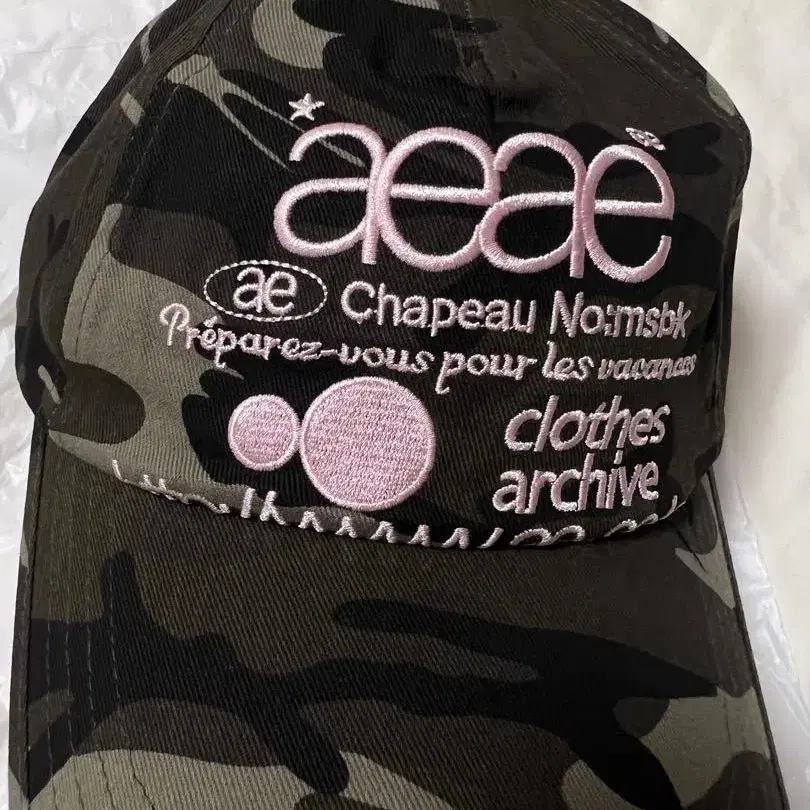 aeae
ae Chapeau No:msbk
Préparez-vous pour les vacances
clothes
archive